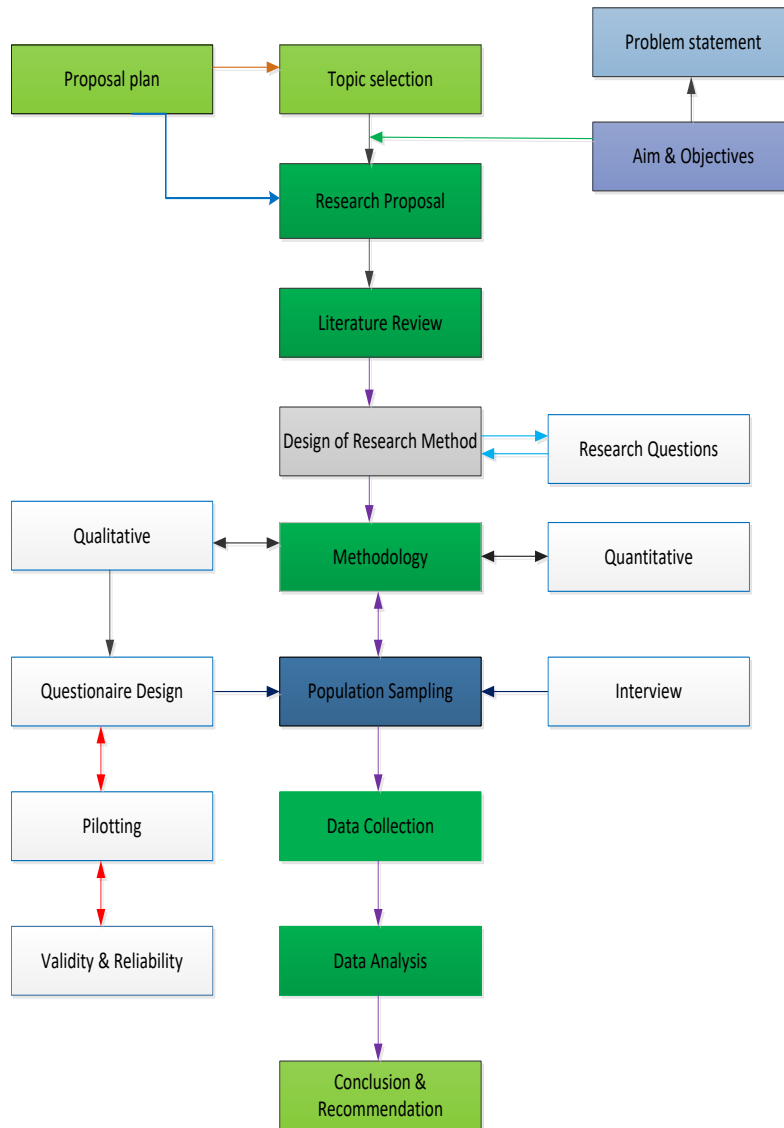 Problem statement
Proposal plan
Topic selection
Aim & Objectives
Research Proposal
Literature Review
Design of Research Method
Research Questions
Qualitative
Methodology
Quantitative
Questionaire Design
Population Sampling
Interview
Pilotting
Data Collection
Validity & Reliability
Data Analysis
Conclusion &
Recommendation